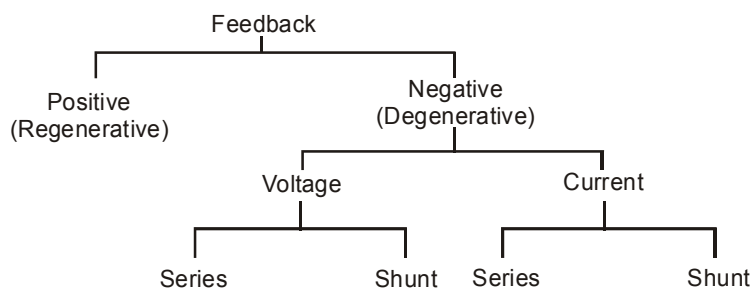 Feedback
Positive
(Regenerative)
Negative
(Degenerative)
Voltage
Current
Series
Shunt
Series
Shunt